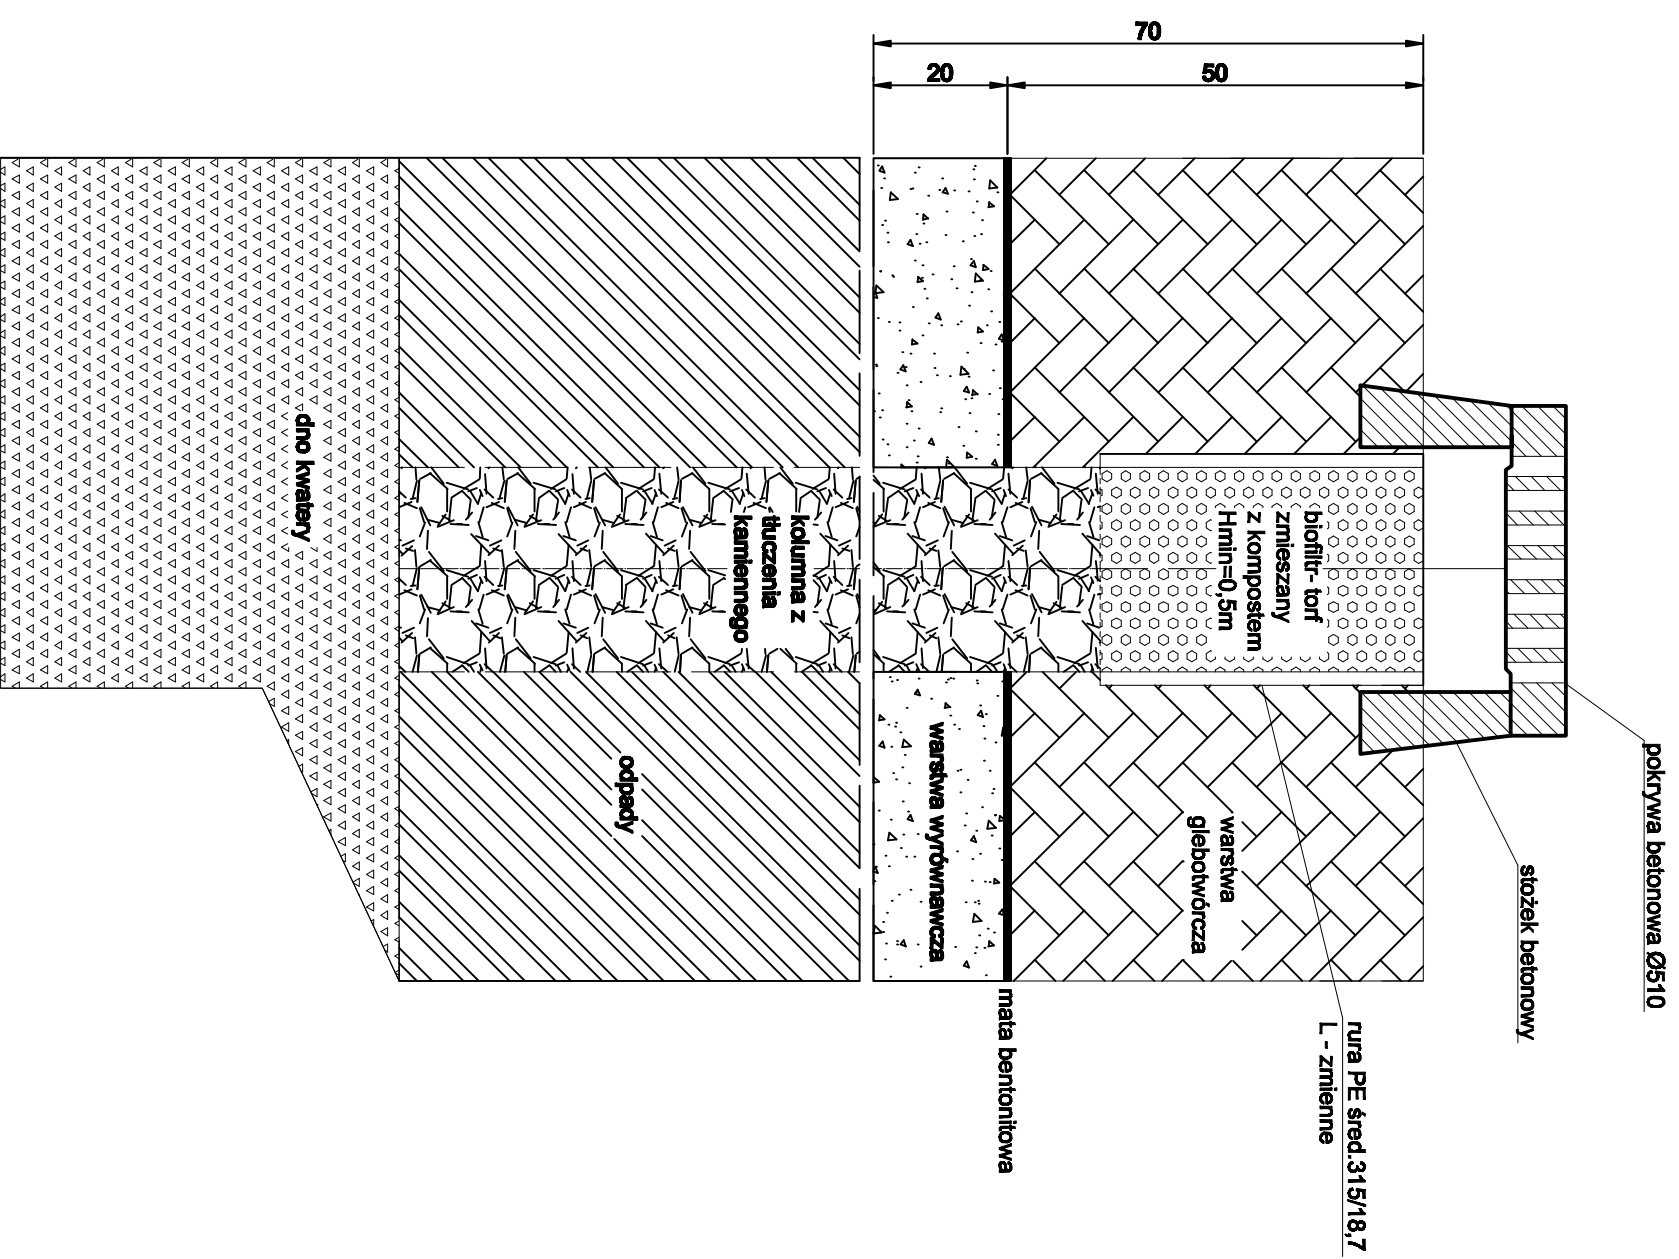 pokrywa betonowa Ø510
stożek betonowy
rura PE śred.315/18,7
L - zmienne
biofiltr- torf
zmieszany
z kompostem
Hmin=0,5m
warstwa
glebotwórcza
mata bentonitowa
warstwa wyrównawcza
kolumna z
tłuczenia
kamiennego
odpady
dno kwatery
70
50
20